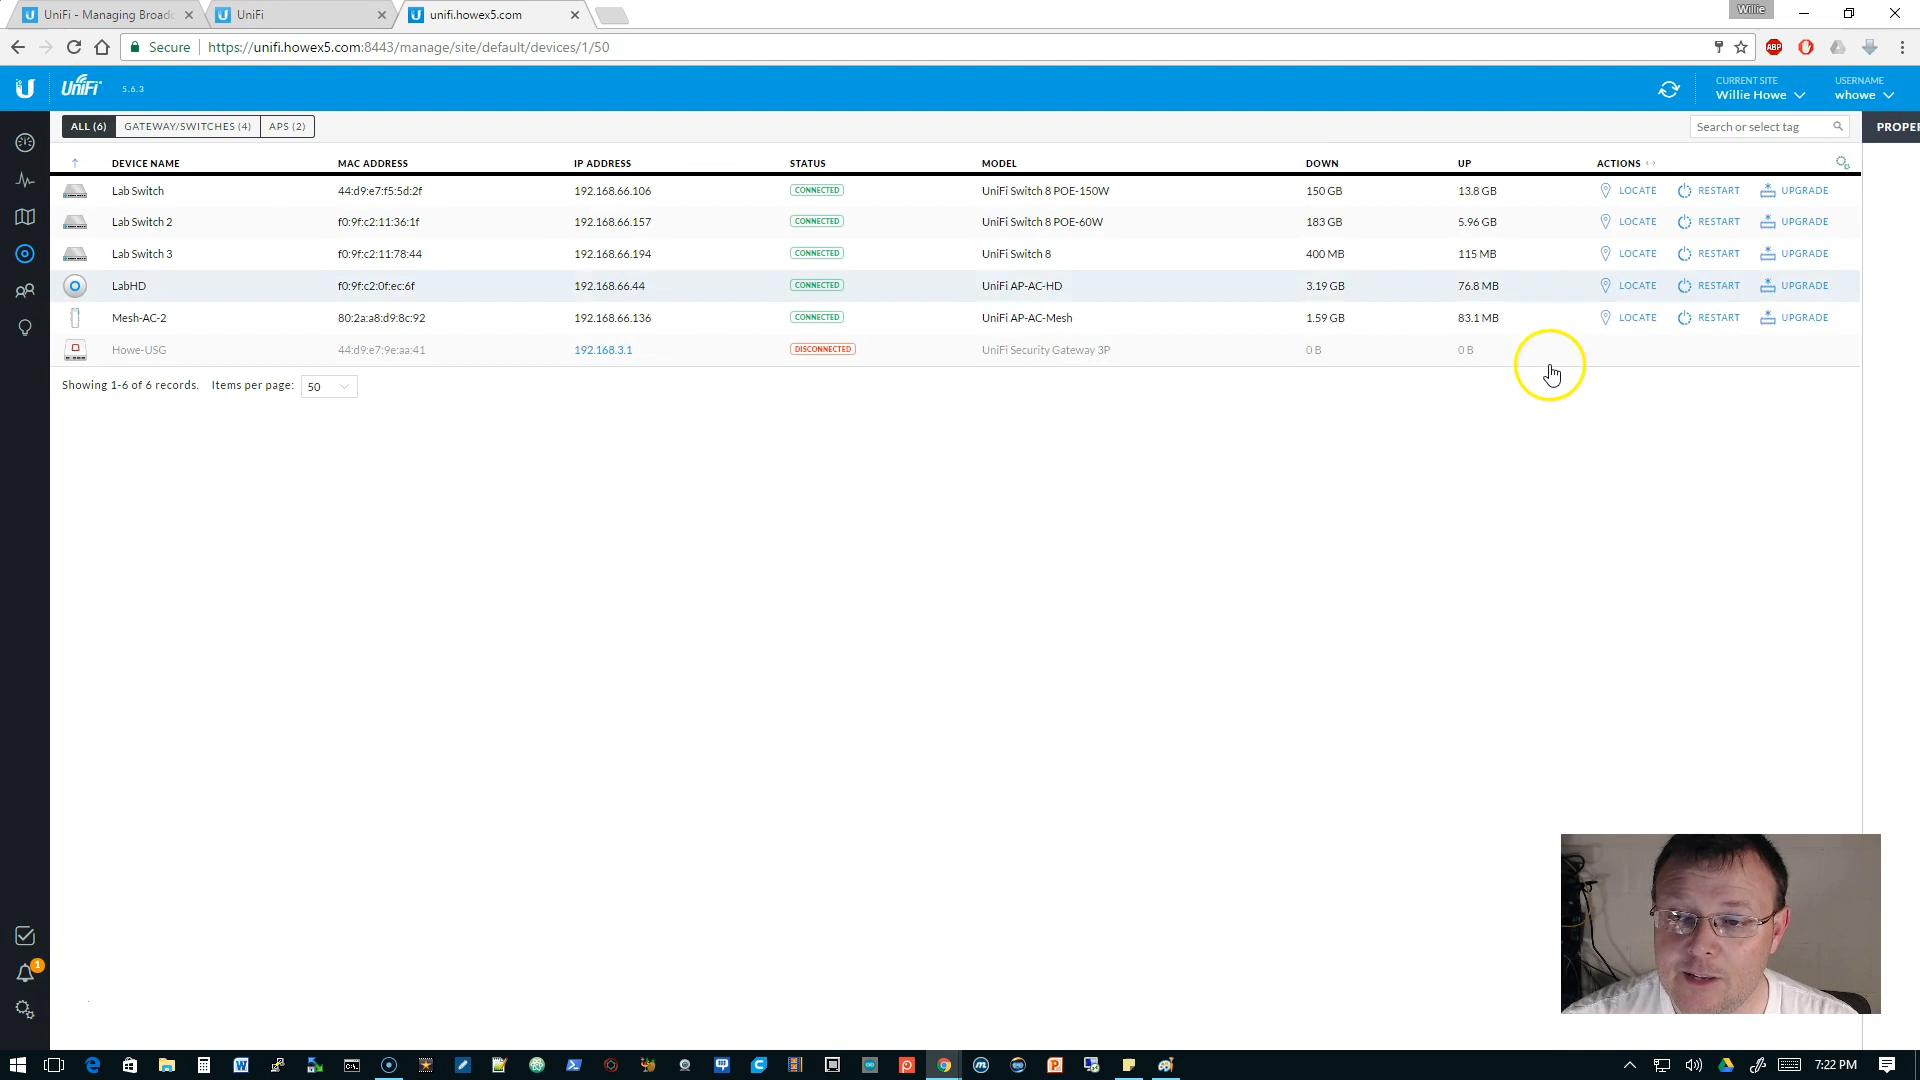 UniFi - Managing Broadc
UniFi
unifi.howex5.com
Willie
Secure https://unifi.howex5.com:8443/manage/site/default/devices/1/50
ABP
U UniFi 5.6.3
CURRENT SITE
Willie Howe
USERNAME
whowe
ALL (6) GATEWAY/SWITCHES (4) APS (2)
Search or select tag
PROPE
DEVICE NAME MAC ADDRESS IP ADDRESS STATUS MODEL DOWN UP ACTIONS
Lab Switch 44:d9:e7:f5:5d:2f 192.168.66.106 CONNECTED UniFi Switch 8 POE-150W 150 GB 13.8 GB LOCATE RESTART UPGRADE
Lab Switch 2 f0:9f:c2:11:36:1f 192.168.66.157 CONNECTED UniFi Switch 8 POE-60W 183 GB 5.96 GB LOCATE RESTART UPGRADE
Lab Switch 3 f0:9f:c2:11:78:44 192.168.66.194 CONNECTED UniFi Switch 8 400 MB 115 MB LOCATE RESTART UPGRADE
LabHD f0:9f:c2:0f:ec:6f 192.168.66.44 CONNECTED UniFi AP-AC-HD 3.19 GB 76.8 MB LOCATE RESTART UPGRADE
Mesh-AC-2 80:2a:a8:d9:8c:92 192.168.66.136 CONNECTED UniFi AP-AC-Mesh 1.59 GB 83.1 MB LOCATE RESTART UPGRADE
Howe-USG 44:d9:e7:9e:aa:41 192.168.3.1 DISCONNECTED UniFi Security Gateway 3P 0 B 0 B
Showing 1-6 of 6 records. Items per page: 50
1
7:22 PM